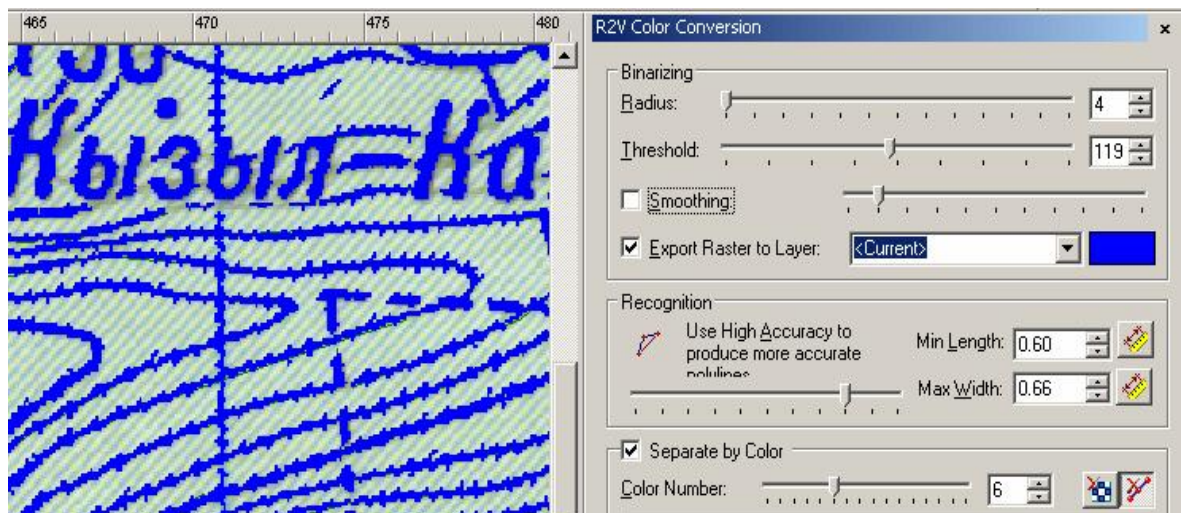 465 470 475 480
Кызыл-Ка
R2V Color Conversion
Binarizing
Radius: 4
Threshold: 119
Smoothing:
Export Raster to Layer: <Current>
Recognition
Use High Accuracy to
produce more accurate
polylines
Min Length: 0.60
Max Width: 0.66
Separate by Color
Color Number: 6